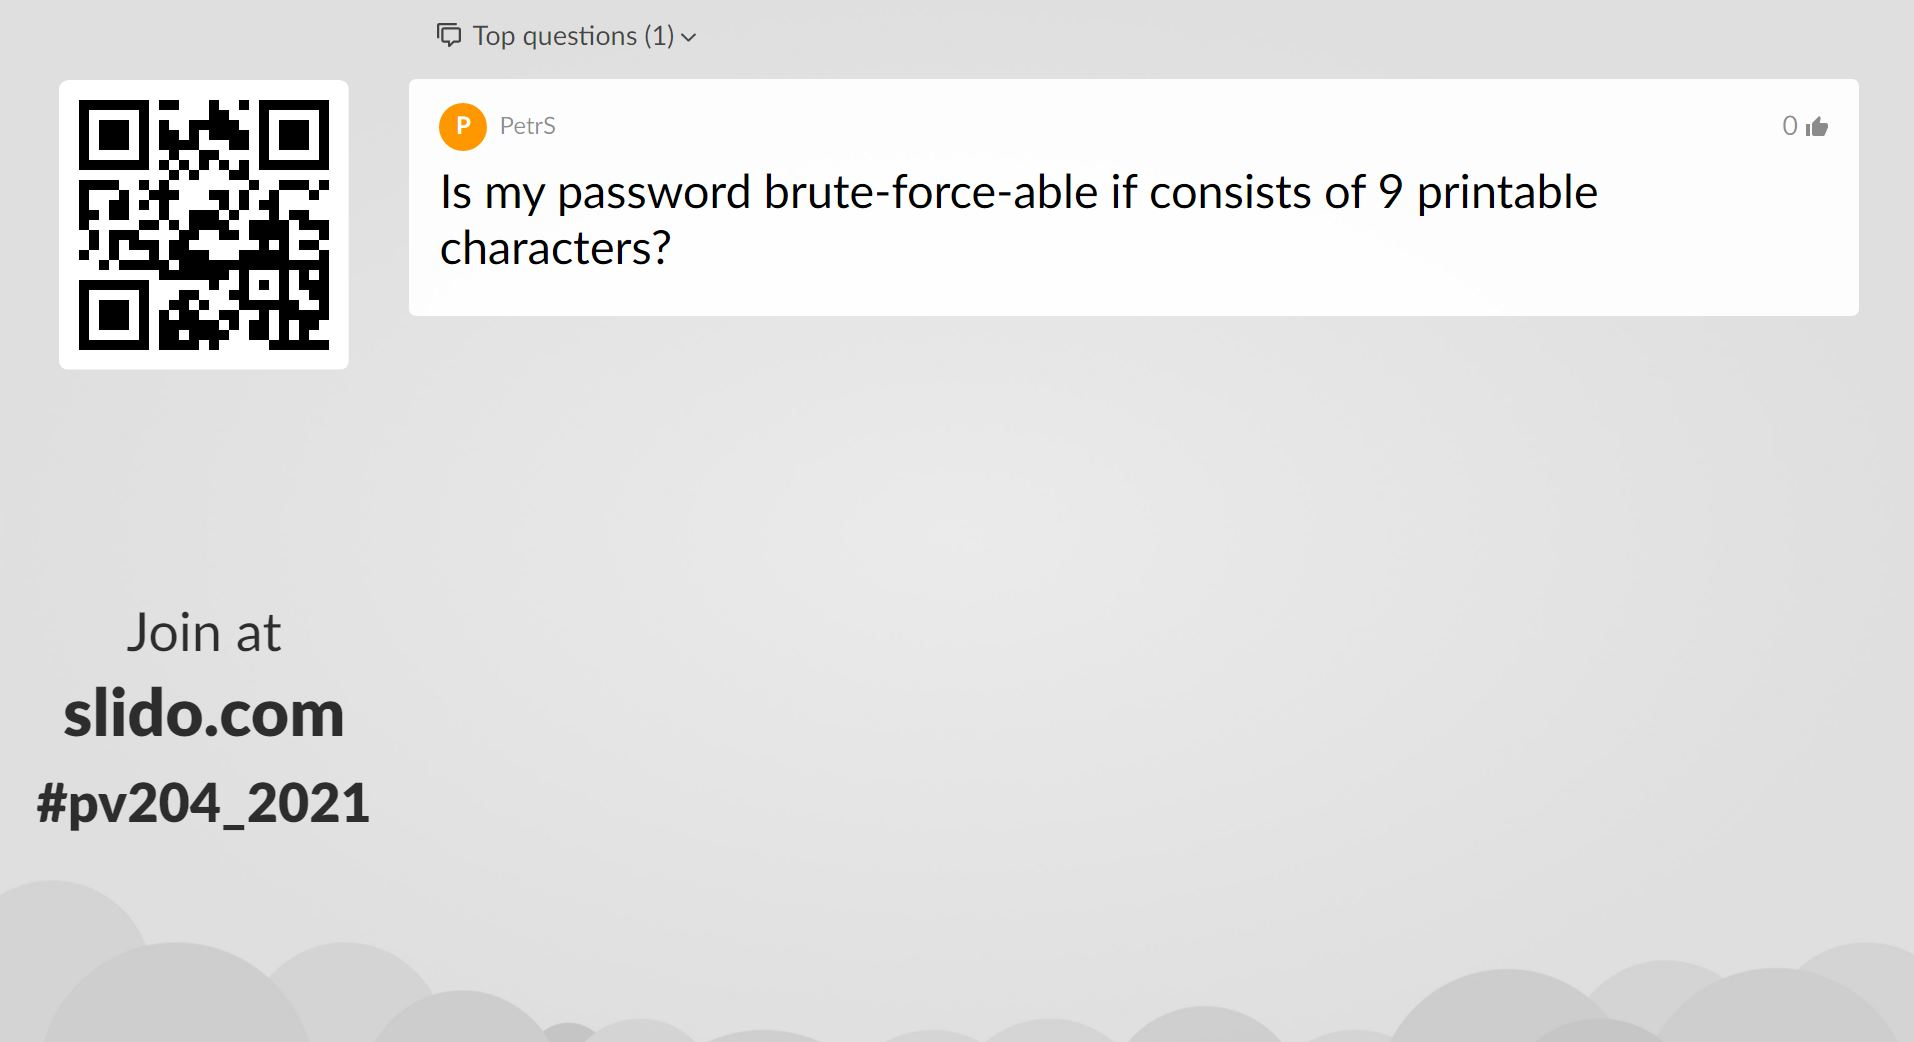 Top questions (1)
P PetrS
0
Is my password brute-force-able if consists of 9 printable
characters?
Join at
slido.com
#pv204_2021